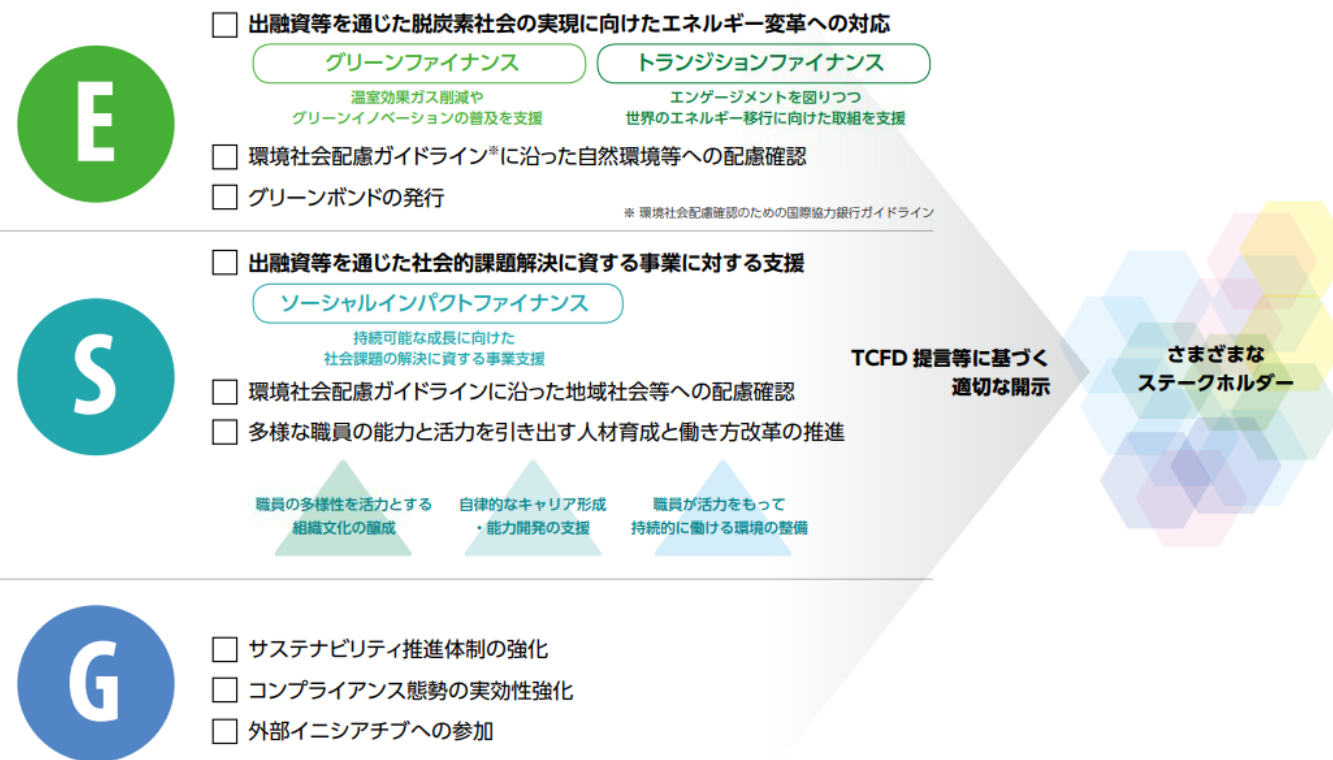 E
□ 出融資等を通じた脱炭素社会の実現に向けたエネルギー変革への対応
グリーンファイナンス
トランジションファイナンス
温室効果ガス削減や
グリーンイノベーションの普及を支援
エンゲージメントを図りつつ
世界のエネルギー移行に向けた取組を支援
□ 環境社会配慮ガイドライン※に沿った自然環境等への配慮確認
□ グリーンボンドの発行
※ 環境社会配慮確認のための国際協力銀行ガイドライン
S
□ 出融資等を通じた社会的課題解決に資する事業に対する支援
ソーシャルインパクトファイナンス
持続可能な成長に向けた
社会課題の解決に資する事業支援
□ 環境社会配慮ガイドラインに沿った地域社会等への配慮確認
□ 多様な職員の能力と活力を引き出す人材育成と働き方改革の推進
職員の多様性を活力とする
組織文化の醸成
自律的なキャリア形成
・能力開発の支援
職員が活力をもって
持続的に働ける環境の整備
G
□ サステナビリティ推進体制の強化
□ コンプライアンス態勢の実効性強化
□ 外部イニシアチブへの参加
TCFD 提言等に基づく
適切な開示
さまざまな
ステークホルダー